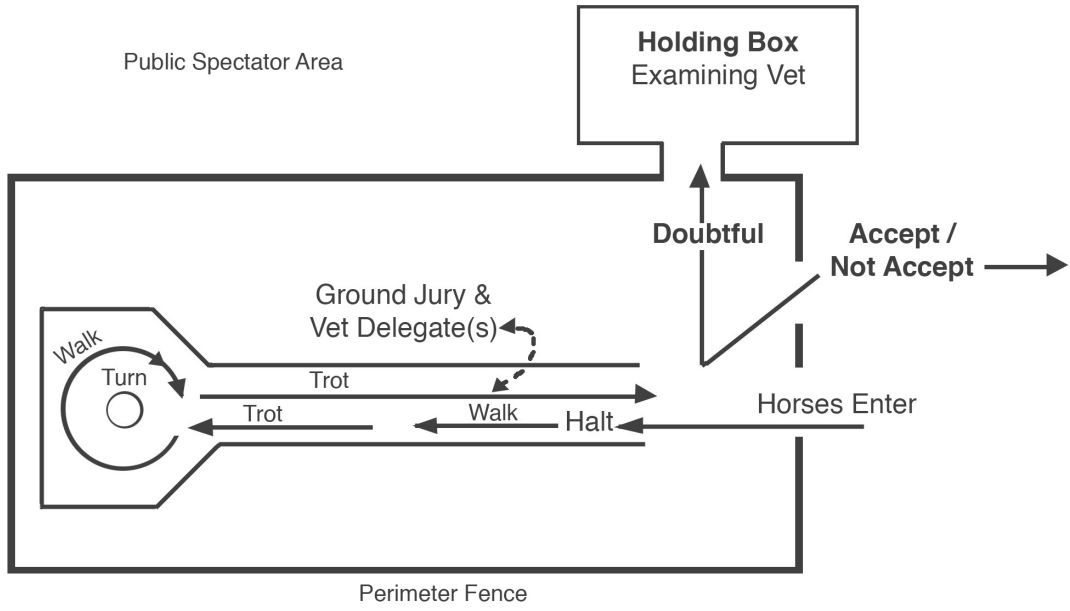 Public Spectator Area
Holding Box
Examining Vet
Doubtful
Accept /
Not Accept
Ground Jury &
Vet Delegate(s)
Walk
Turn
Trot
Trot
Walk
Halt
Horses Enter
Perimeter Fence